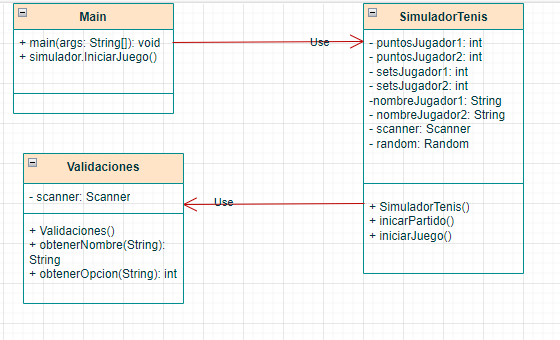 Main
+ main(args: String[]): void
+ simulador.IniciarJuego()
Use
SimuladorTenis
- puntosJugador1: int
- puntosJugador2: int
- setsJugador1: int
- setsJugador2: int
-nombreJugador1: String
- nombreJugador2: String
- scanner: Scanner
- random: Random
+ SimuladorTenis()
+ inicarPartido()
+ iniciarJuego()
Use
Validaciones
- scanner: Scanner
+ Validaciones()
+ obtenerNombre(String):
String
+ obtenerOpcion(String): int